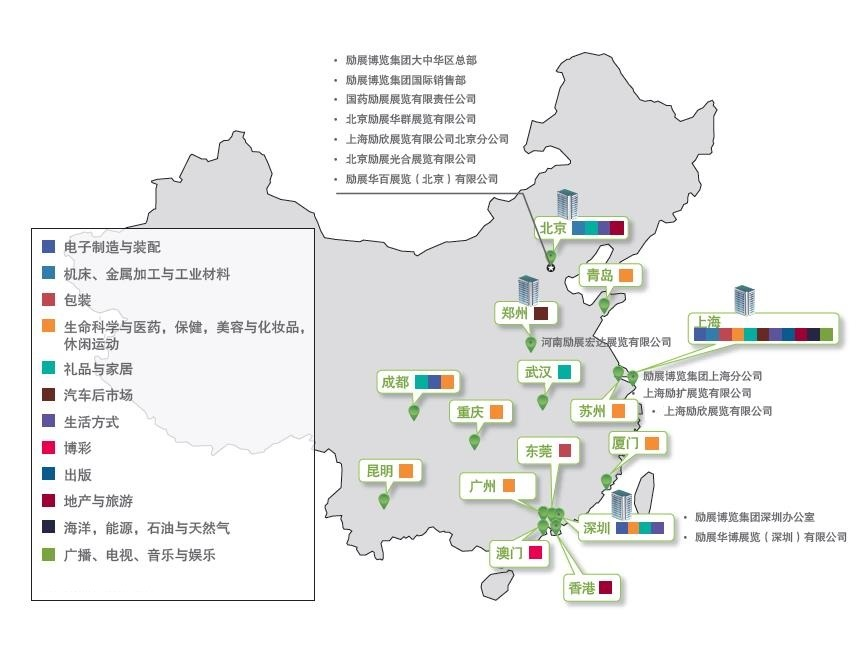 • 励展博览集团大中华区总部
• 励展博览集团国际销售部
• 国药励展展览有限责任公司
• 北京励展华群展览有限公司
• 上海励欣展览有限公司北京分公司
• 北京励展光合展览有限公司
• 励展华百展览（北京）有限公司
北京
青岛
郑州
河南励展宏达展览有限公司
上海
• 励展博览集团上海分公司
• 上海励扩展览有限公司
• 上海励欣展览有限公司
武汉
成都
苏州
重庆
厦门
东莞
昆明
广州
深圳
• 励展博览集团深圳办公室
• 励展华博展览（深圳）有限公司
澳门
香港
电子制造与装配
机床、金属加工与工业材料
包装
生命科学与医药，保健，美容与化妆品，
休闲运动
礼品与家居
汽车后市场
生活方式
博彩
出版
地产与旅游
海洋，能源，石油与天然气
广播、电视、音乐与娱乐